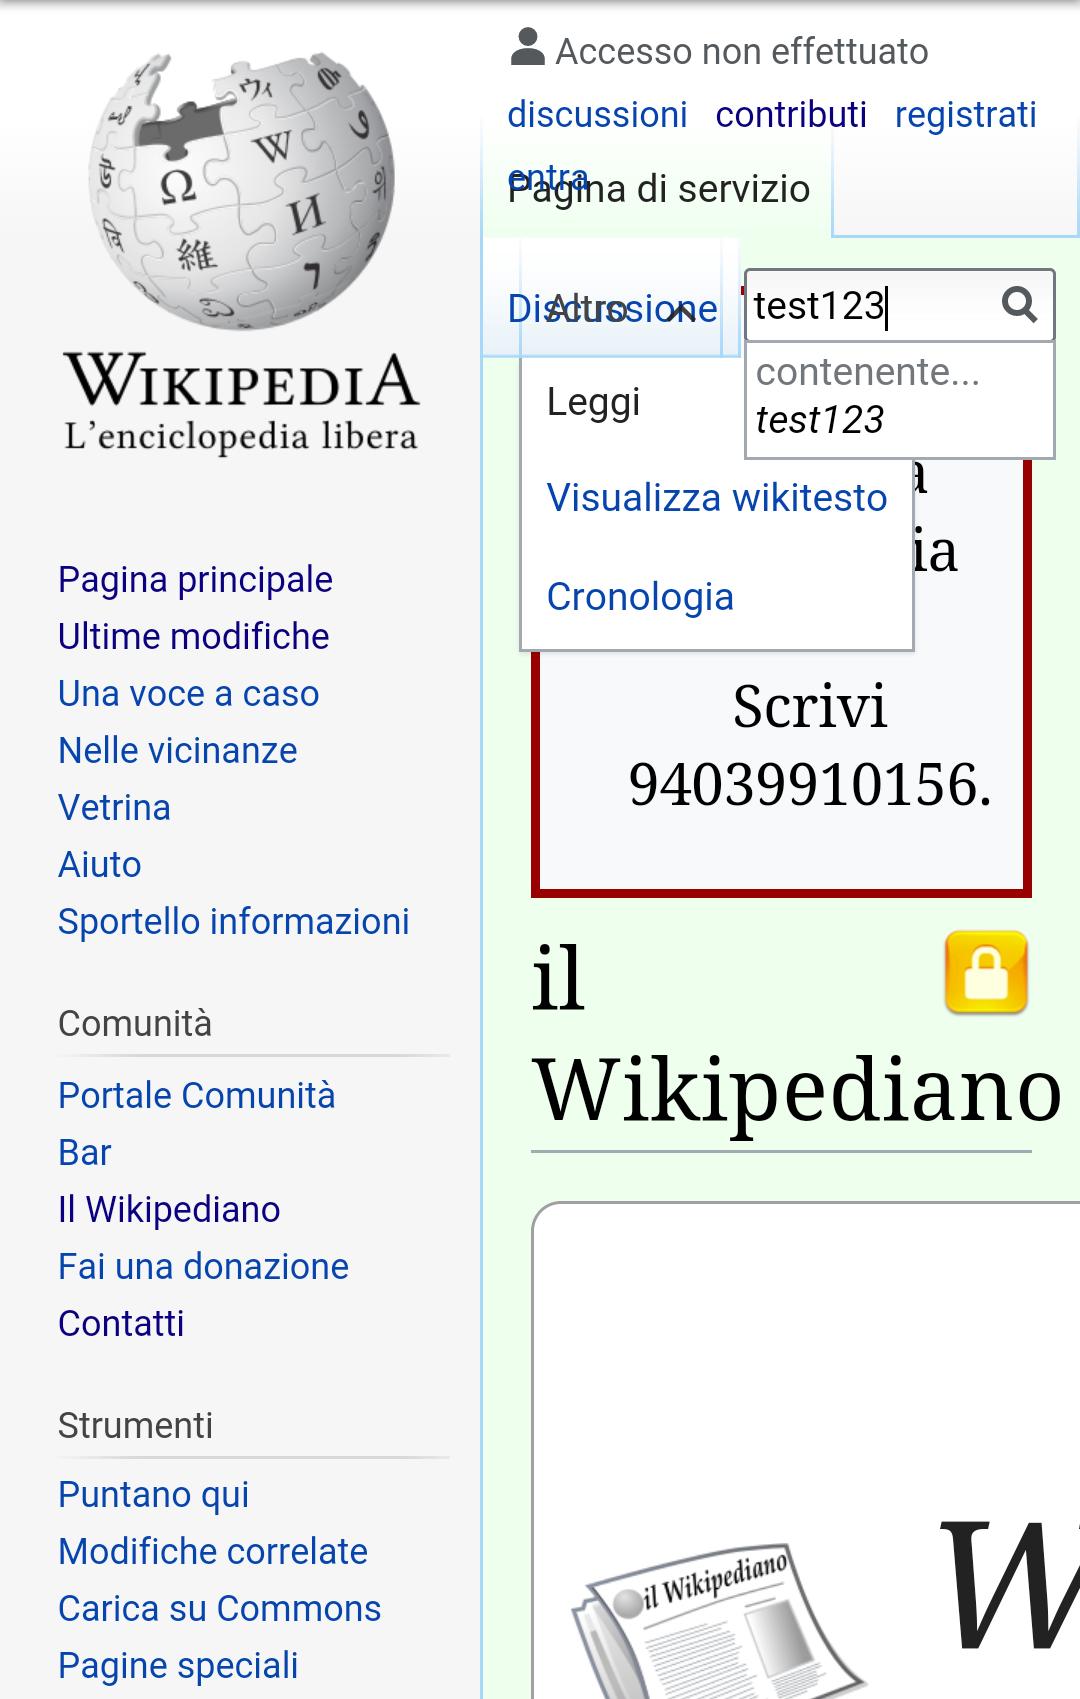 WIKIPEDIA
L'enciclopedia libera
Pagina principale
Ultime modifiche
Una voce a caso
Nelle vicinanze
Vetrina
Aiuto
Sportello informazioni
Comunità
Portale Comunità
Bar
Il Wikipediano
Fai una donazione
Contatti
Strumenti
Puntano qui
Modifiche correlate
Carica su Commons
Pagine speciali
Accesso non effettuato
discussioni contributi registrati
entra
Pagina di servizio
Discussione
Altro
test123
contenente...
test123
Leggi
Visualizza wikitesto
Cronologia
Scrivi
94039910156.
il
Wikipediano
il Wikipediano
W